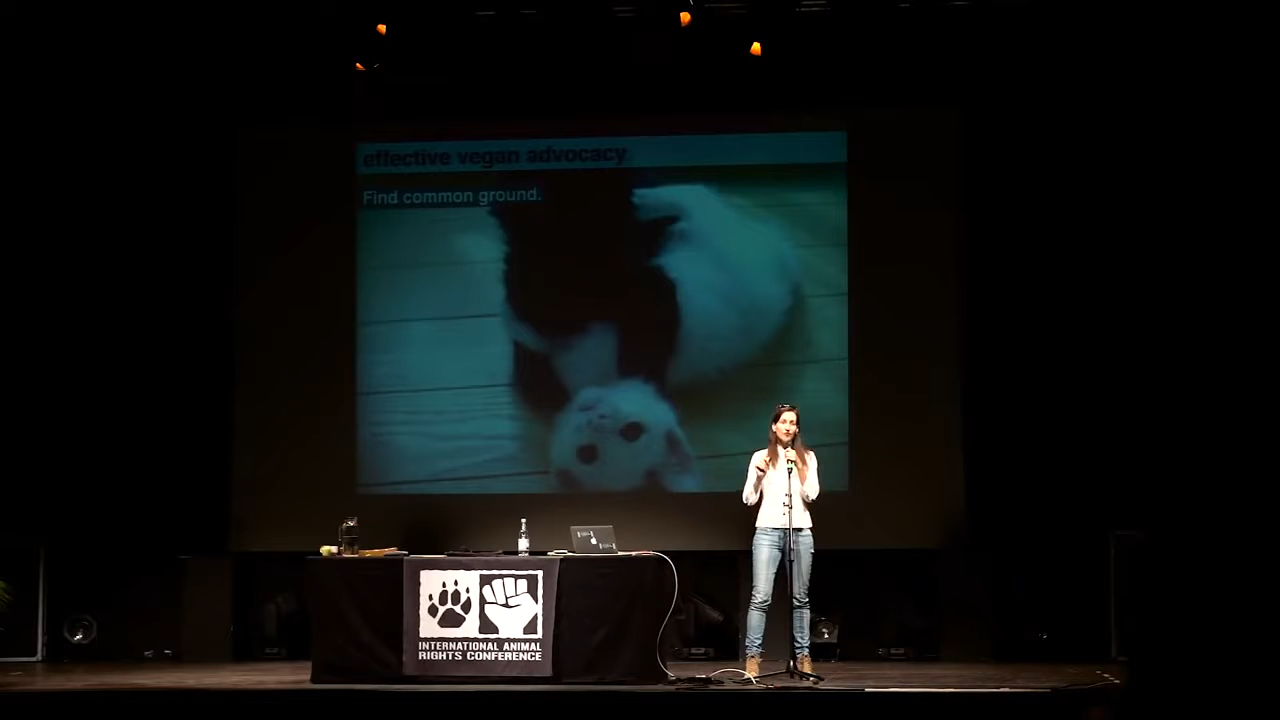 effective vegan advocacy
Find common ground.
INTERNATIONAL ANIMAL
RIGHTS CONFERENCE